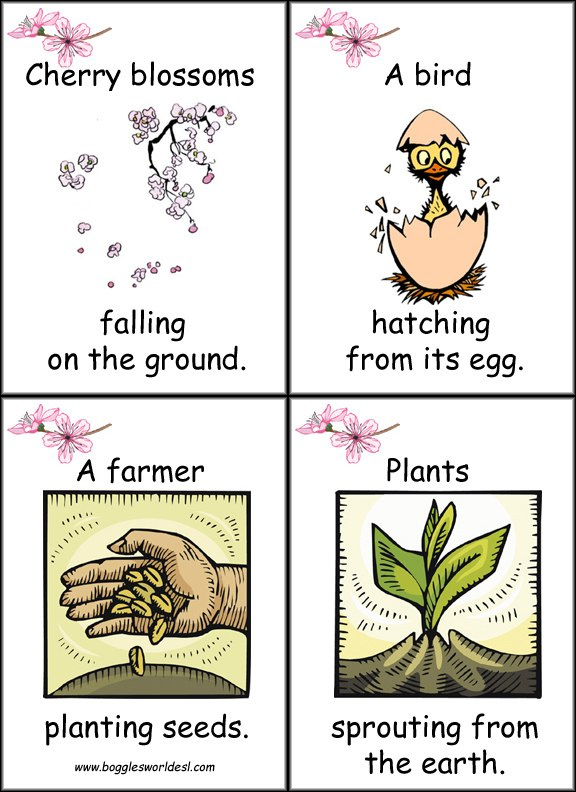 Cherry blossoms
falling
on the ground.
A bird
hatching
from its egg.
A farmer
planting seeds.
www.bogglesworldesl.com
Plants
sprouting from
the earth.